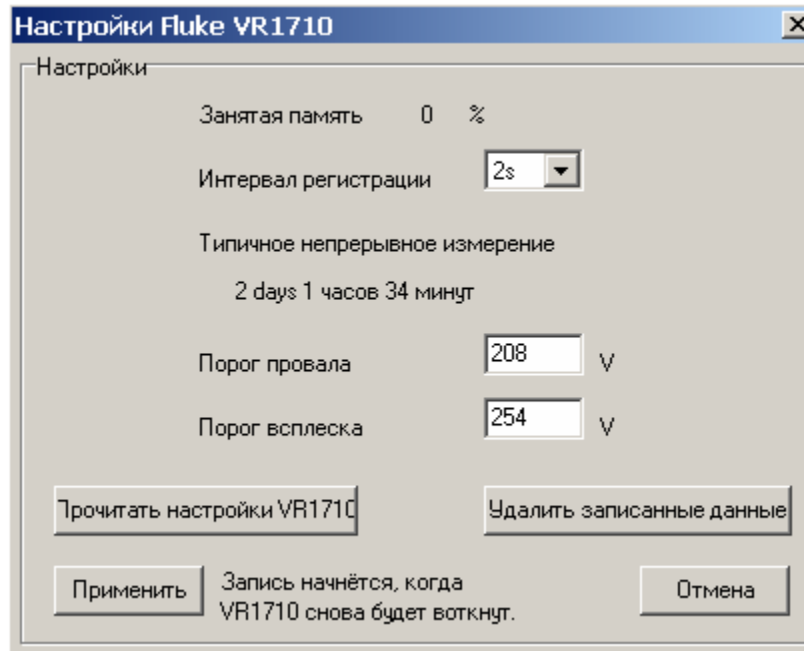 Настройки Fluke VR1710
Настройки
Занятая память 0 %
Интервал регистрации 2s
Типичное непрерывное измерение
2 days 1 часов 34 минут
Порог провала 208 V
Порог всплеска 254 V
Прочитать настройки VR1710 Удалить записанные данные
Применить Запись начнётся, когда Отмена
VR1710 снова будет воткнут.